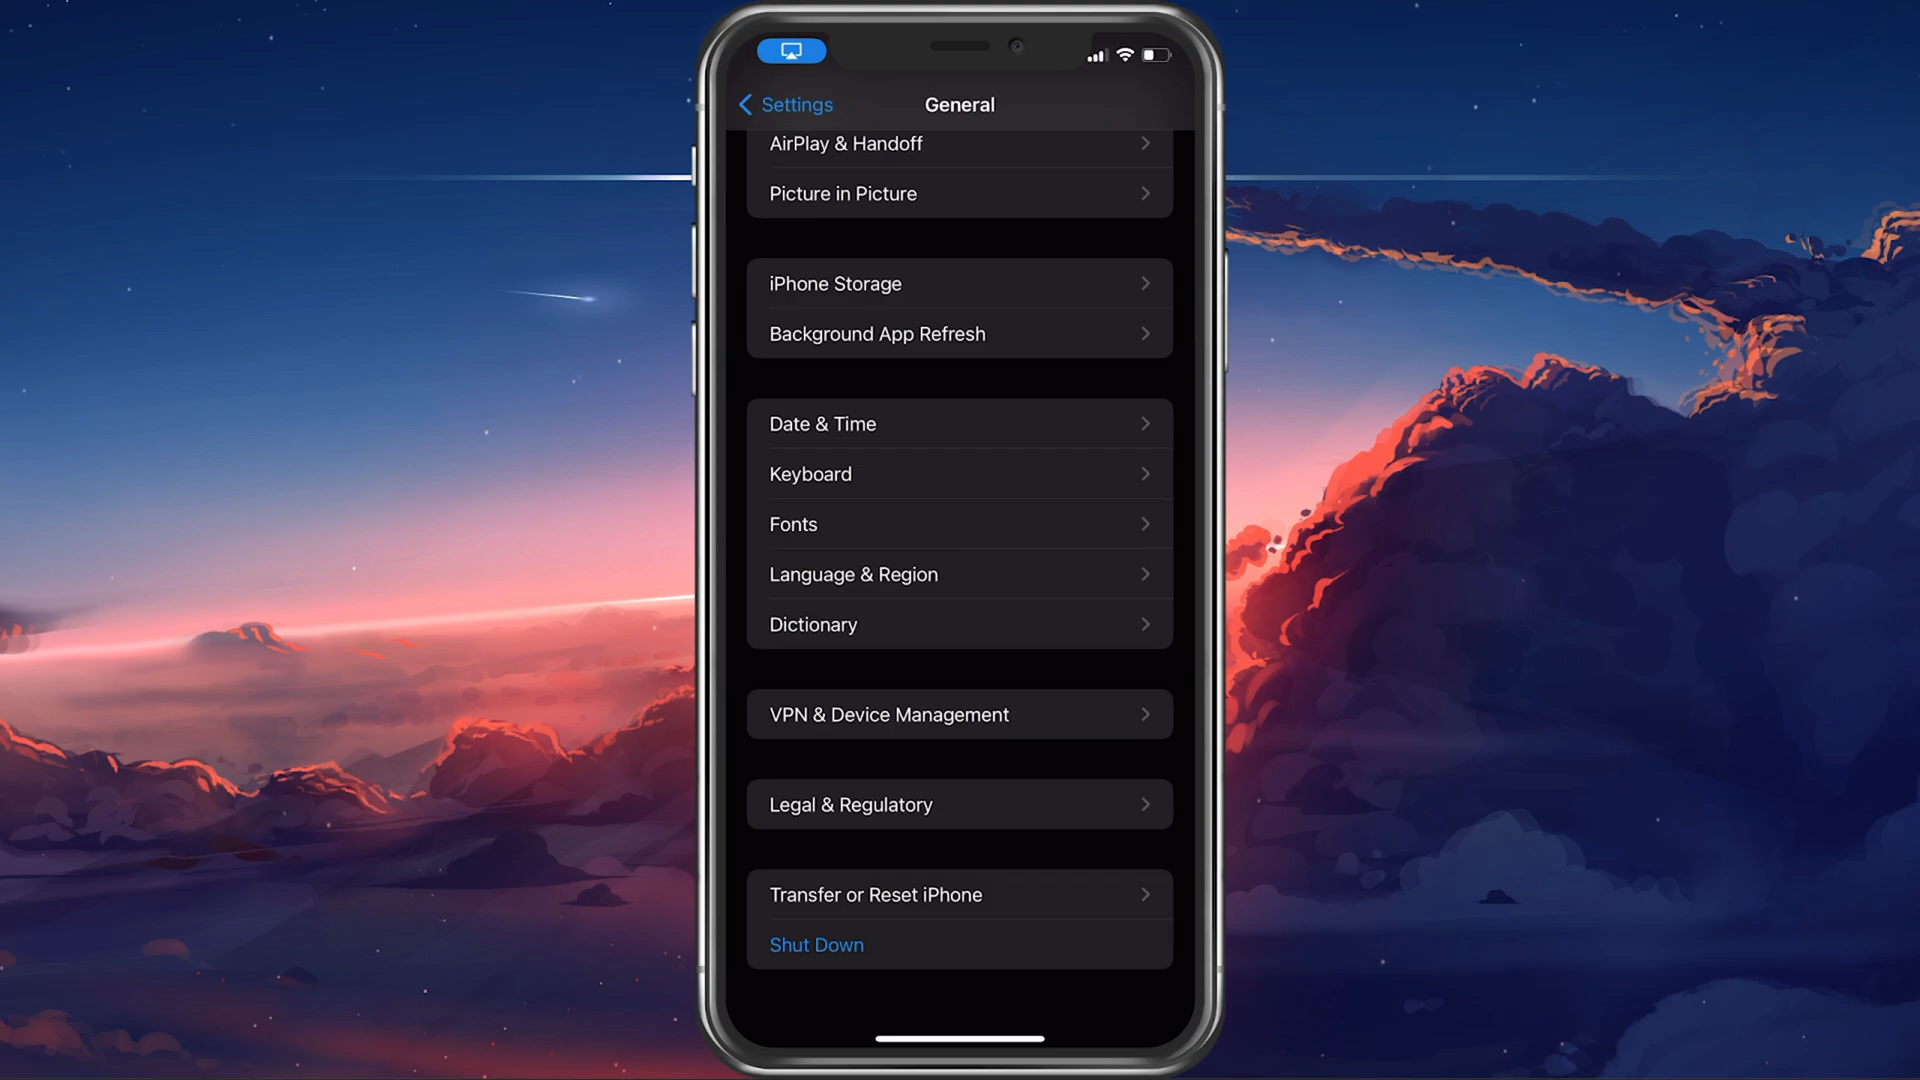 Settings
General
AirPlay & Handoff
Picture in Picture
iPhone Storage
Background App Refresh
Date & Time
Keyboard
Fonts
Language & Region
Dictionary
VPN & Device Management
Legal & Regulatory
Transfer or Reset iPhone
Shut Down